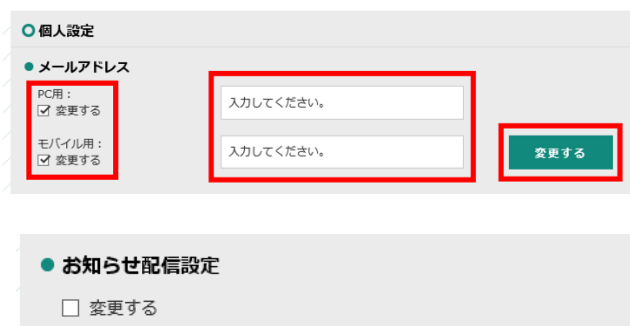 個人設定
メールアドレス
PC用：
変更する
入力してください。
モバイル用：
変更する
入力してください。
変更する
お知らせ配信設定
変更する